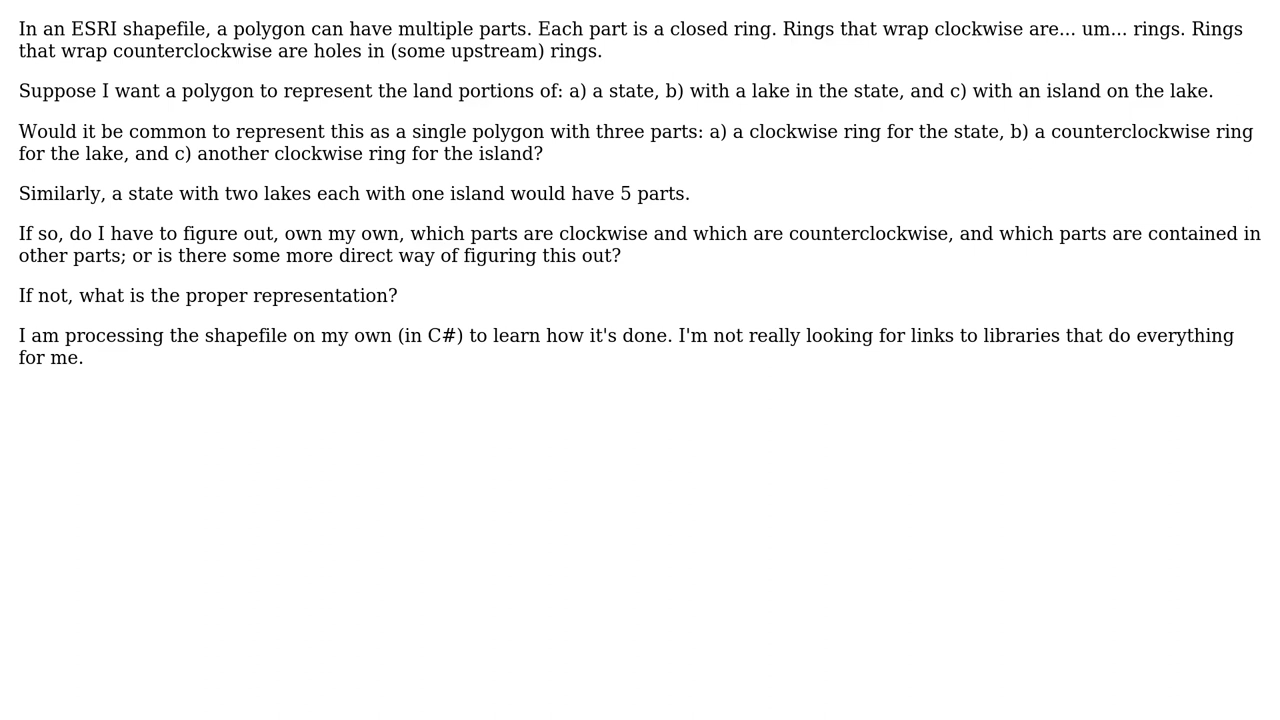 In an ESRI shapefile, a polygon can have multiple parts. Each part is a closed ring. Rings that wrap clockwise are... um... rings. Rings
that wrap counterclockwise are holes in (some upstream) rings.
Suppose I want a polygon to represent the land portions of: a) a state, b) with a lake in the state, and c) with an island on the lake.
Would it be common to represent this as a single polygon with three parts: a) a clockwise ring for the state, b) a counterclockwise ring
for the lake, and c) another clockwise ring for the island?
Similarly, a state with two lakes each with one island would have 5 parts.
If so, do I have to figure out, own my own, which parts are clockwise and which are counterclockwise, and which parts are contained in
other parts; or is there some more direct way of figuring this out?
If not, what is the proper representation?
I am processing the shapefile on my own (in C#) to learn how it's done. I'm not really looking for links to libraries that do everything
for me.